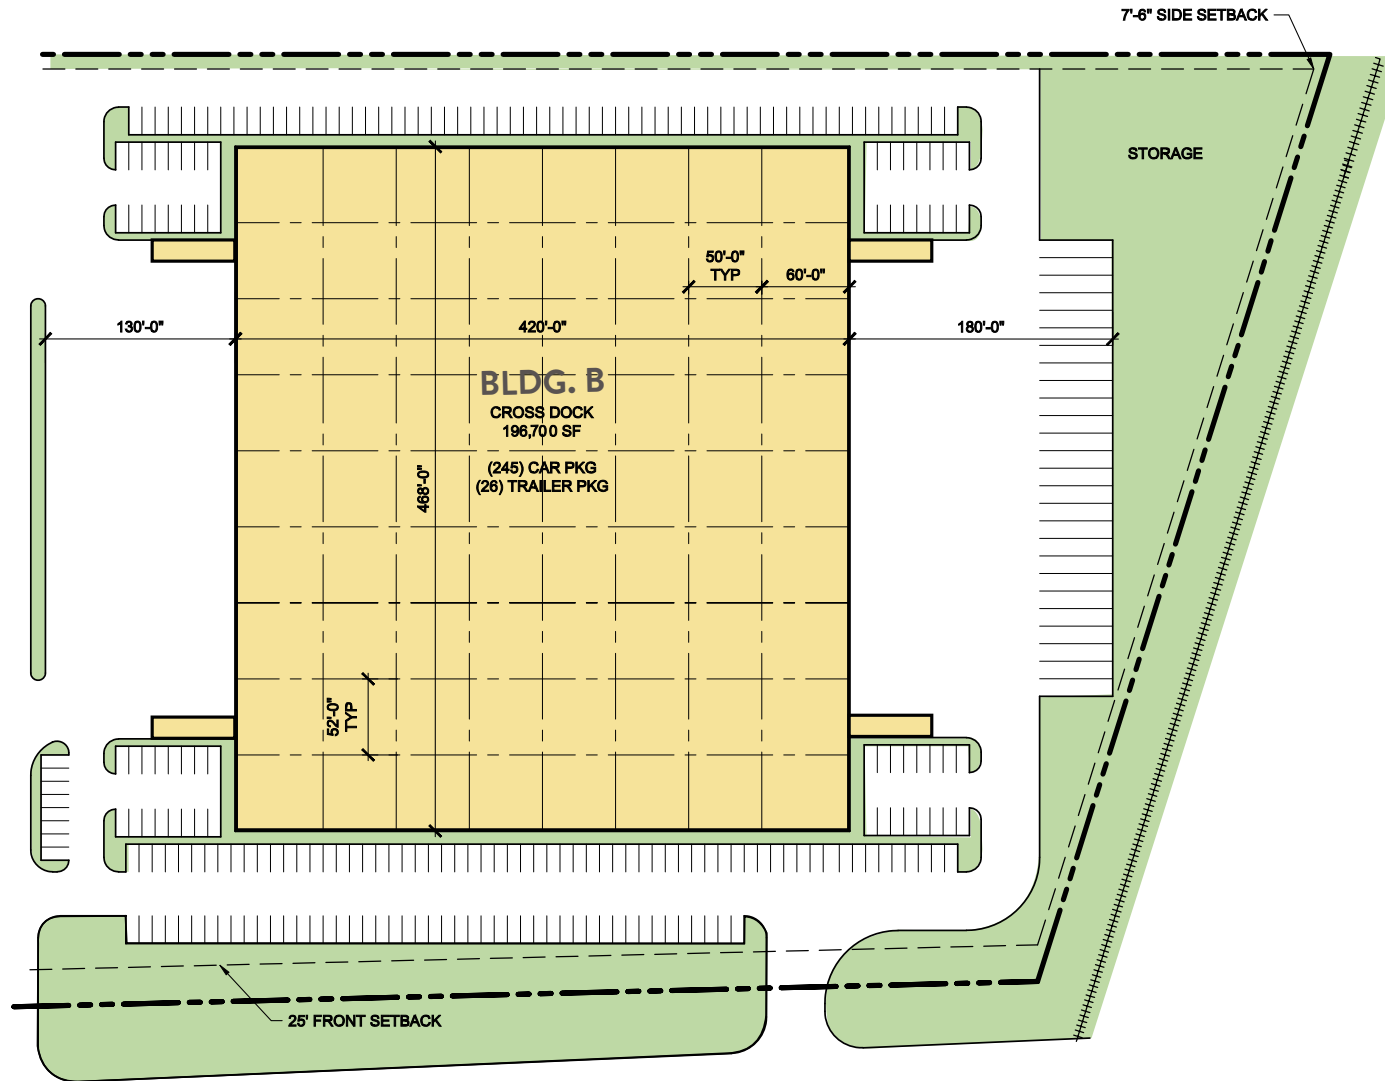 7'-6" SIDE SETBACK
STORAGE
50'-0"
TYP
60'-0"
130'-0"
420'-0"
180'-0"
BLDG. B
CROSS DOCK
196,700 SF
(245) CAR PKG
(26) TRAILER PKG
468'-0"
52'-0"
TYP
25' FRONT SETBACK